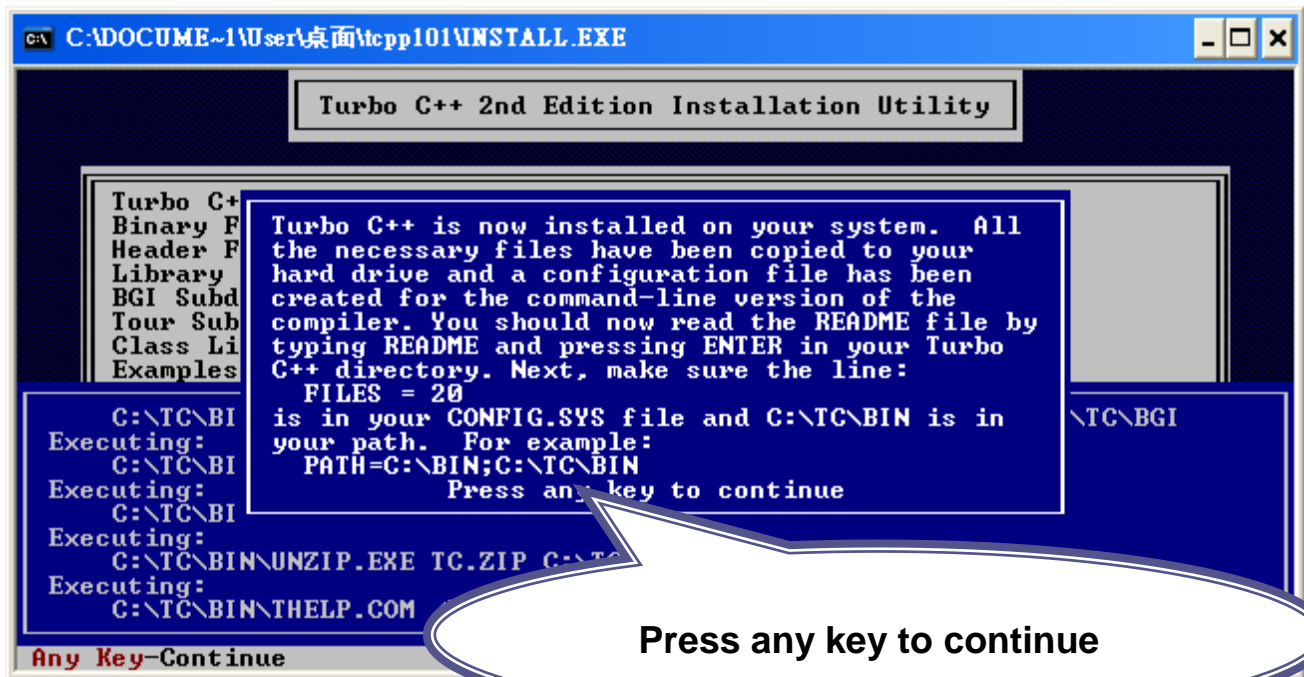 C:\DOCUME~1\User\桌面\tcpp101\INSTALL.EXE
Turbo C++ 2nd Edition Installation Utility
Turbo C+
Binary F
Header F
Library
BGI Subd
Tour Sub
Class Li
Examples
Turbo C++ is now installed on your system. All
the necessary files have been copied to your
hard drive and a configuration file has been
created for the command-line version of the
compiler. You should now read the README file by
typing README and pressing ENTER in your Turbo
C++ directory. Next, make sure the line:
FILES = 20
is in your CONFIG.SYS file and C:\TC\BIN is in
your path. For example:
PATH=C:\BIN;C:\TC\BIN
Press any key to continue
C:\TC\BI \TC\BGI
Executing:
C:\TC\BI
Executing:
C:\TC\BI
Executing:
C:\TC\BIN\UNZIP.EXE TC.ZIP
Executing:
C:\TC\BIN\THELP.COM
Any Key-Continue
Press any key to continue